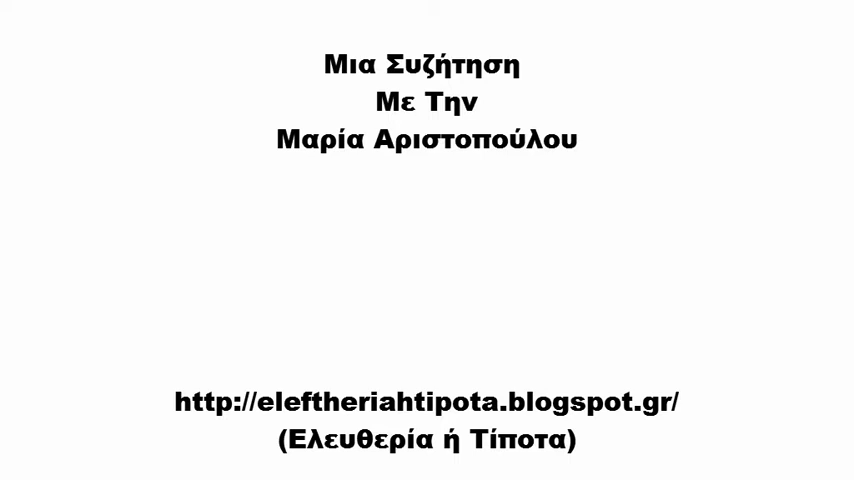 Μια Συζήτηση
Με Την
Μαρία Αριστοπούλου
http://eleftheriahtipota.blogspot.gr/
(Ελευθερία ή Τίποτα)